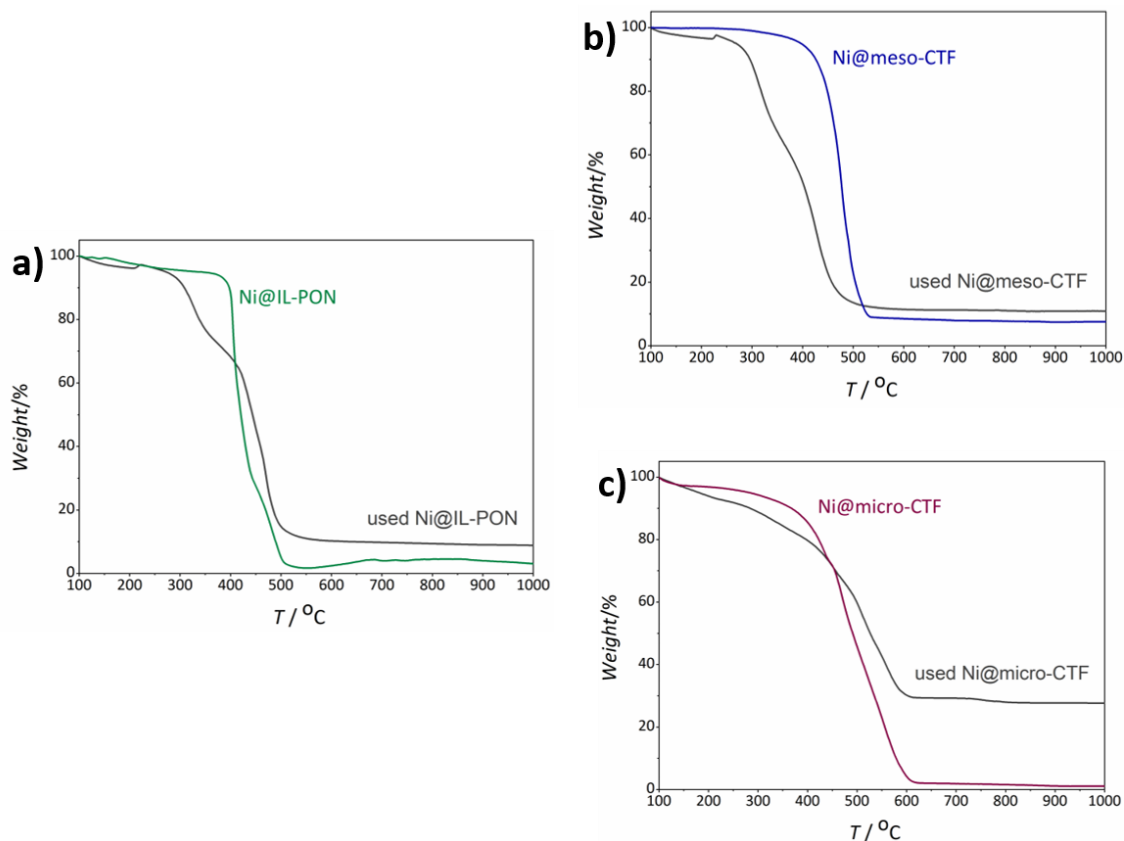 a)
100
80
60
40
20
0
Weight/%
Ni@IL-PON
used Ni@IL-PON
100 200 300 400 500 600 700 800 900 1000
T / °C
b)
100
80
60
40
20
0
Weight/%
Ni@meso-CTF
used Ni@meso-CTF
100 200 300 400 500 600 700 800 900 1000
T / °C
c)
100
80
60
40
20
0
Weight/%
Ni@micro-CTF
used Ni@micro-CTF
100 200 300 400 500 600 700 800 900 1000
T / °C